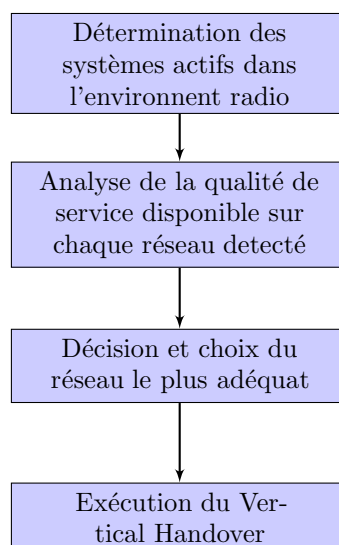 Détermination des
systèmes actifs dans
l'environnent radio
Analyse de la qualité de
service disponible sur
chaque réseau detecté
Décision et choix du
réseau le plus adéquat
Exécution du Ver-
tical Handover